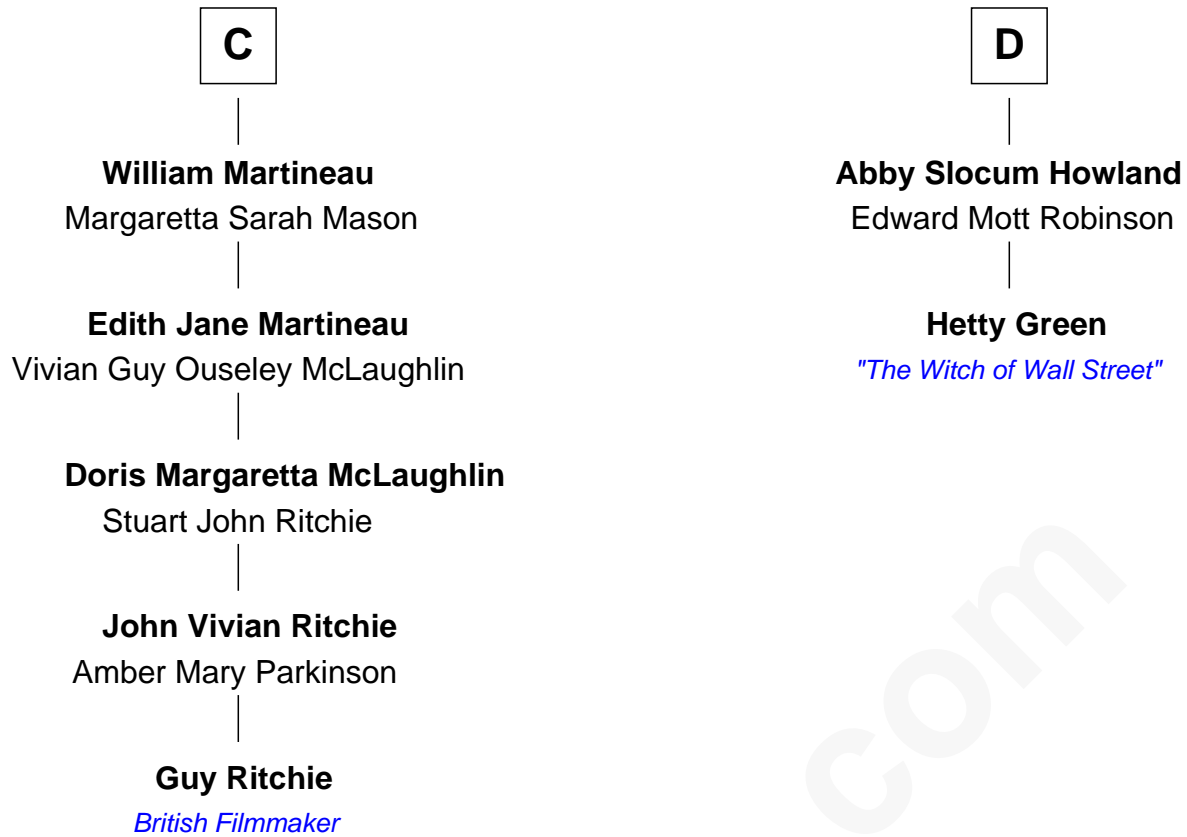 C
William Martineau
Margaretta Sarah Mason
Edith Jane Martineau
Vivian Guy Ouseley McLaughlin
Doris Margaretta McLaughlin
Stuart John Ritchie
John Vivian Ritchie
Amber Mary Parkinson
Guy Ritchie
British Filmmaker
D
Abby Slocum Howland
Edward Mott Robinson
Hetty Green
"The Witch of Wall Street"
com